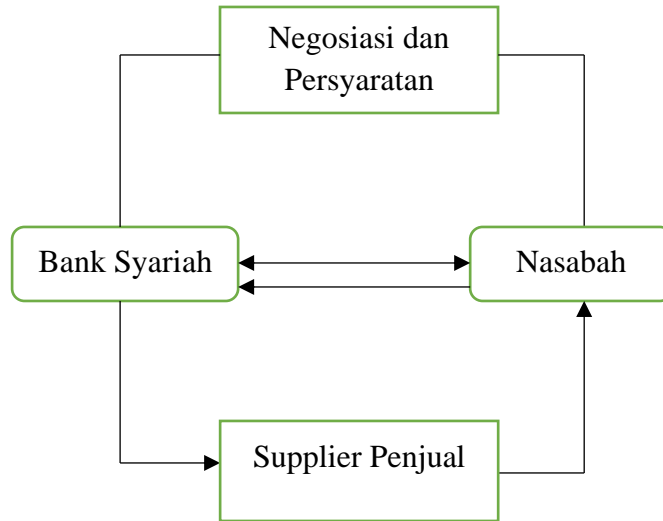 Negosiasi dan
Persyaratan
Bank Syariah
Nasabah
Supplier Penjual